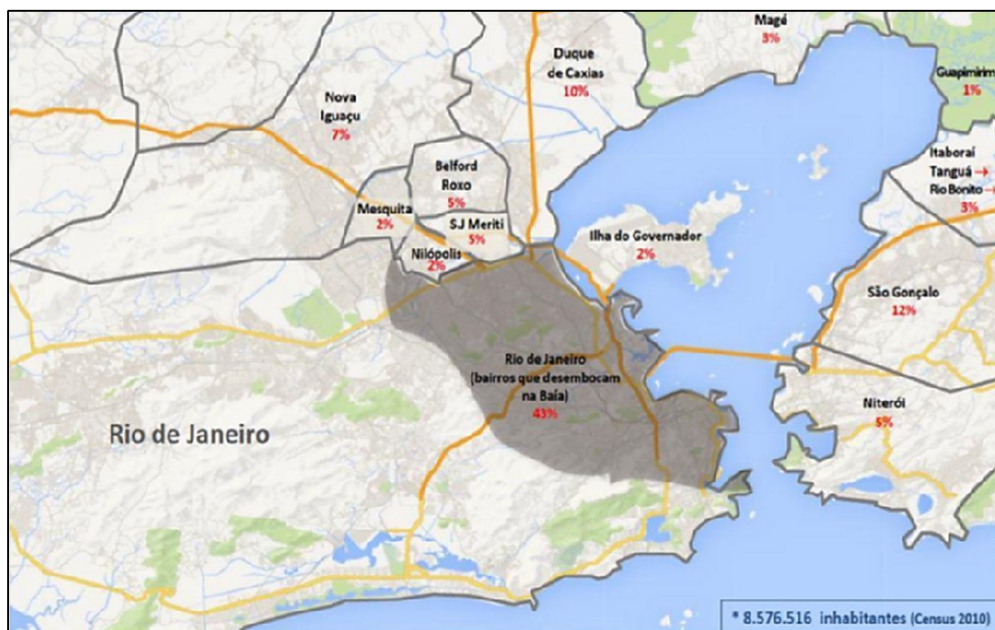 Magé
3%
Duque
de Caxias
10%
Guapimirim
1%
Nova
Iguaçu
7%
Itaboraí
Tanguá →
Rio Bonito →
3%
Belford
Roxo
5%
Mesquita
2%
SJ Meriti
5%
Nilópolis
2%
Ilha do Governador
2%
São Gonçalo
12%
Rio de Janeiro
(bairros que desembocam
na Baía)
43%
Niterói
5%
Rio de Janeiro
* 8.576.516 inhabitantes (Census 2010)